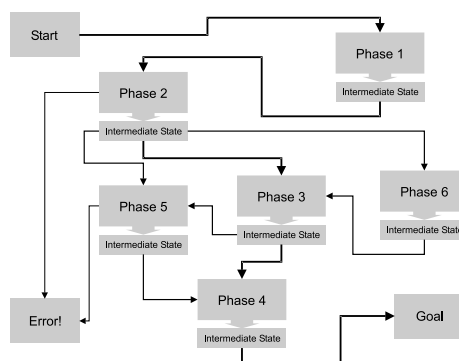 Start
Phase 1
Intermediate State
Phase 2
Intermediate State
Phase 3
Intermediate State
Phase 6
Intermediate State
Phase 5
Intermediate State
Phase 4
Intermediate State
Error!
Goal